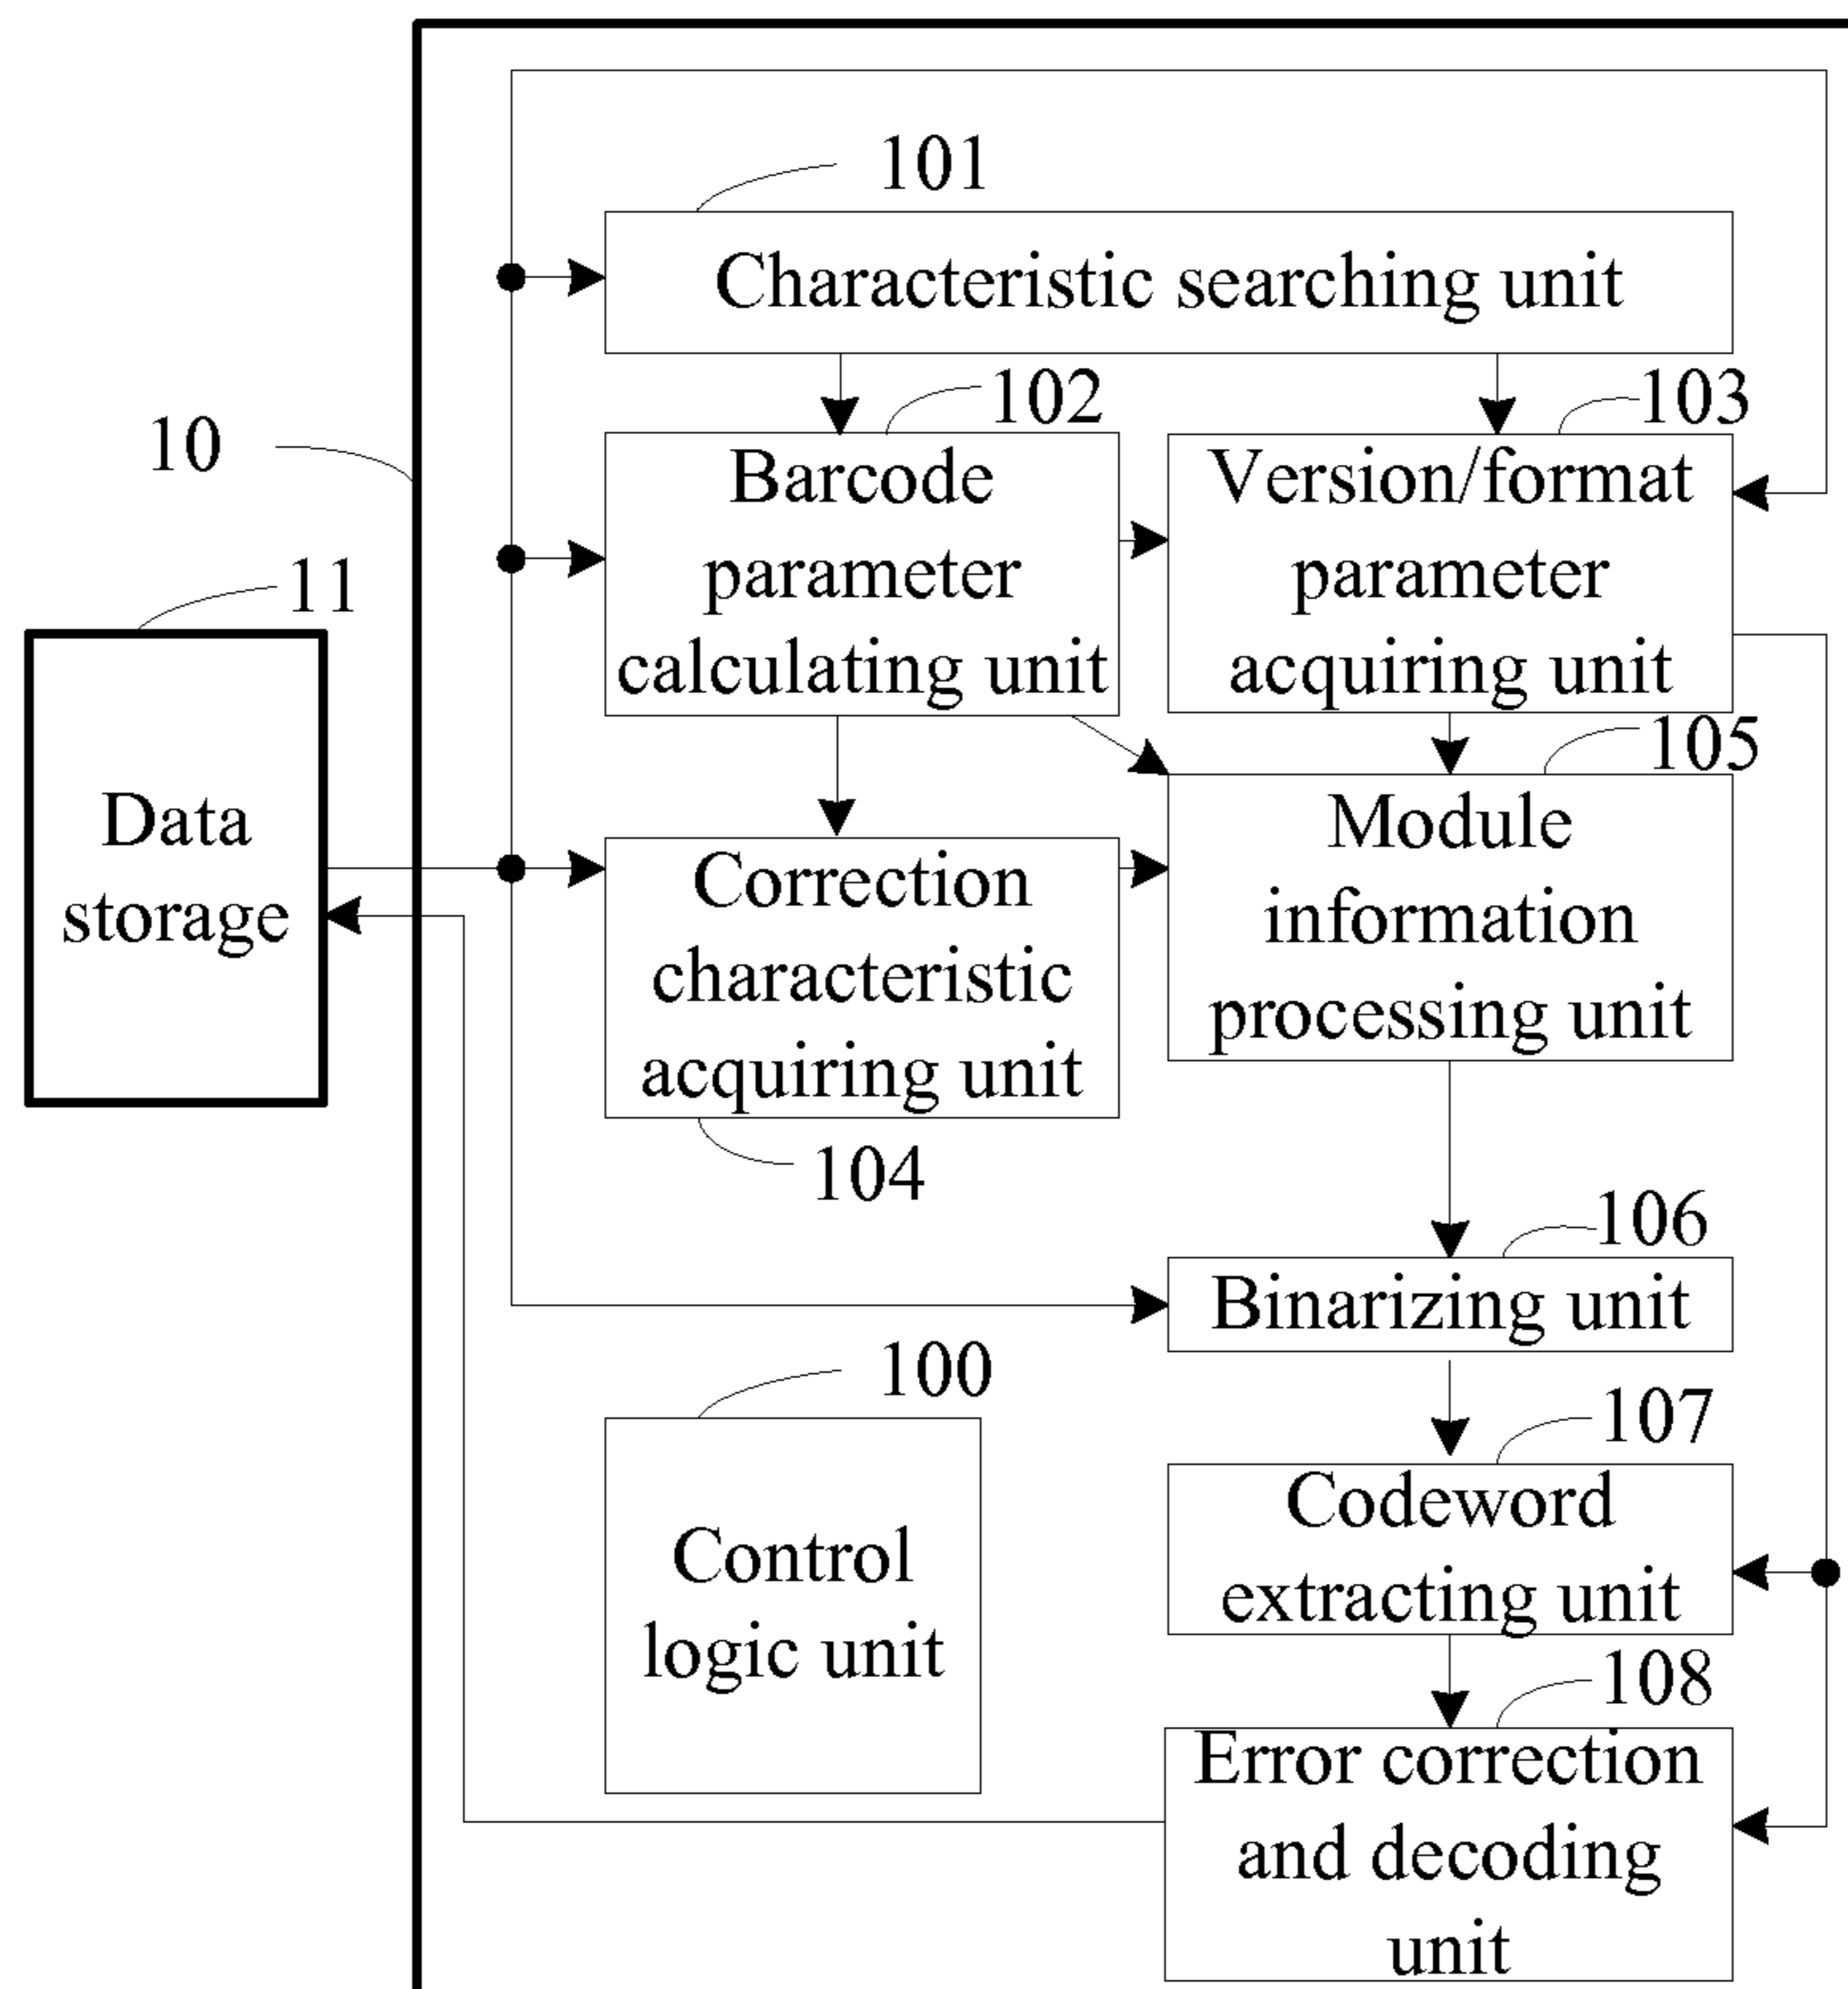 101
Characteristic searching unit
102
103
10
Barcode
parameter
calculating unit
Version/format
parameter
acquiring unit
11
Data
storage
105
Correction
characteristic
acquiring unit
Module
information
processing unit
104
106
Binarizing unit
100
107
Control
logic unit
Codeword
extracting unit
108
Error correction
and decoding
unit